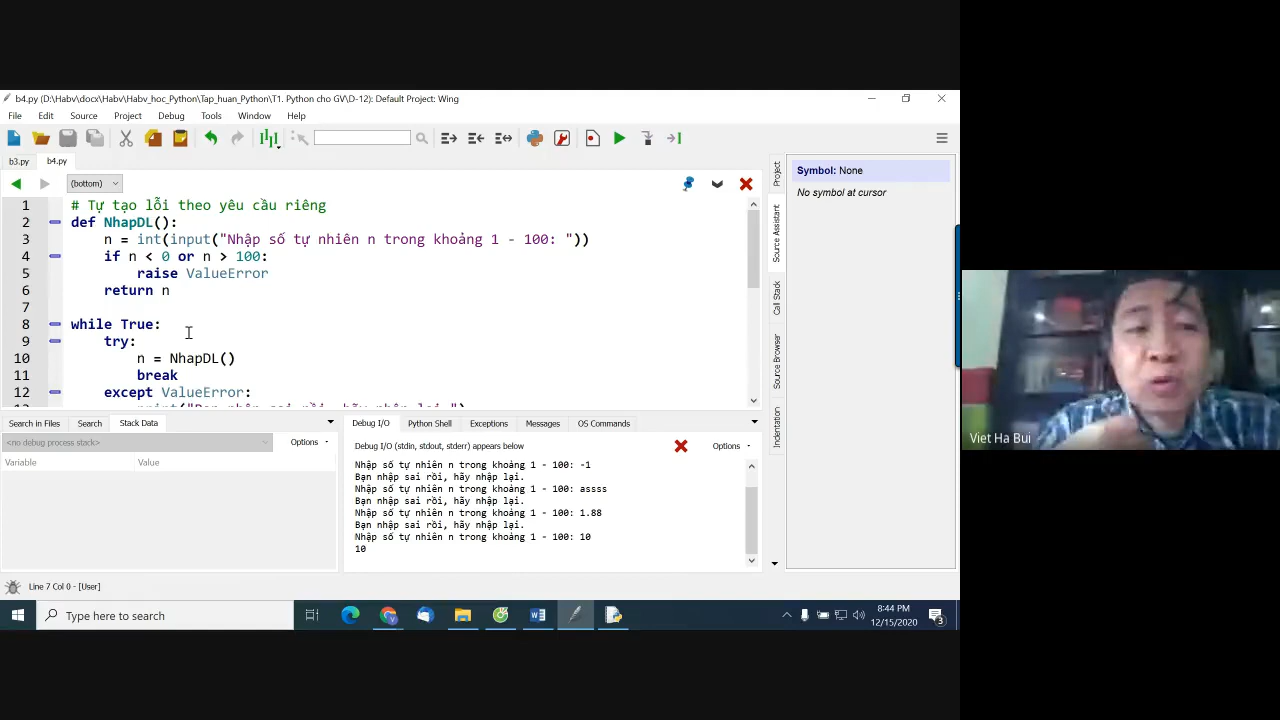 b4.py (D:\Habv\docx\Habv\Habv_hoc_Python\Tap_huan_Python\T1. Python cho GV\D-12): Default Project: Wing
File Edit Source Project Debug Tools Window Help
b3.py b4.py
(bottom)
1 # Tự tạo lỗi theo yêu cầu riêng
2 def NhapDL():
3 n = int(input("Nhập số tự nhiên n trong khoảng 1 - 100: "))
4 if n < 0 or n > 100:
5 raise ValueError
6 return n
7
8 while True:
9 try:
10 n = NhapDL()
11 break
12 except ValueError:
13 print("Bạn nhập sai rồi, hãy nhập lại.")
Project
Source Assistant
Call Stack
Source Browser
Indentation
Symbol: None
No symbol at cursor
Search in Files Search Stack Data
<no debug process stack> Options
Variable Value
Debug I/O Python Shell Exceptions Messages OS Commands
Debug I/O (stdin, stdout, stderr) appears below Options
Nhập số tự nhiên n trong khoảng 1 - 100: -1
Bạn nhập sai rồi, hãy nhập lại.
Nhập số tự nhiên n trong khoảng 1 - 100: assss
Bạn nhập sai rồi, hãy nhập lại.
Nhập số tự nhiên n trong khoảng 1 - 100: 1.88
Bạn nhập sai rồi, hãy nhập lại.
Nhập số tự nhiên n trong khoảng 1 - 100: 10
10
Line 7 Col 0 - [User]
Type here to search
8:44 PM
12/15/2020
3
Viet Ha Bui